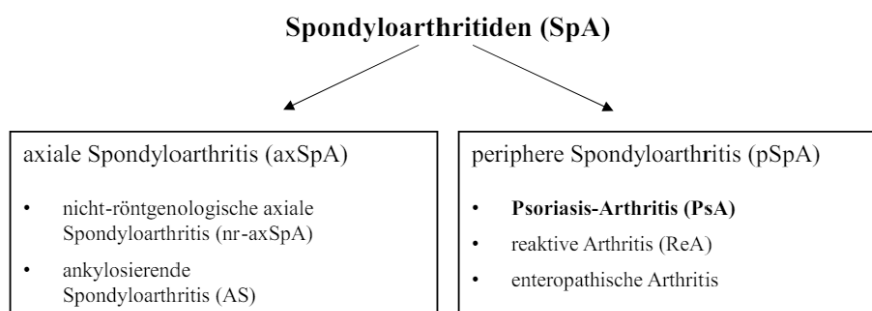 Spondyloarthritiden (SpA)
axiale Spondyloarthritis (axSpA)
• nicht-röntgenologische axiale
Spondyloarthritis (nr-axSpA)
• ankylosierende
Spondyloarthritis (AS)
periphere Spondyloarthritis (pSpA)
• Psoriasis-Arthritis (PsA)
• reaktive Arthritis (ReA)
• enteropathische Arthritis